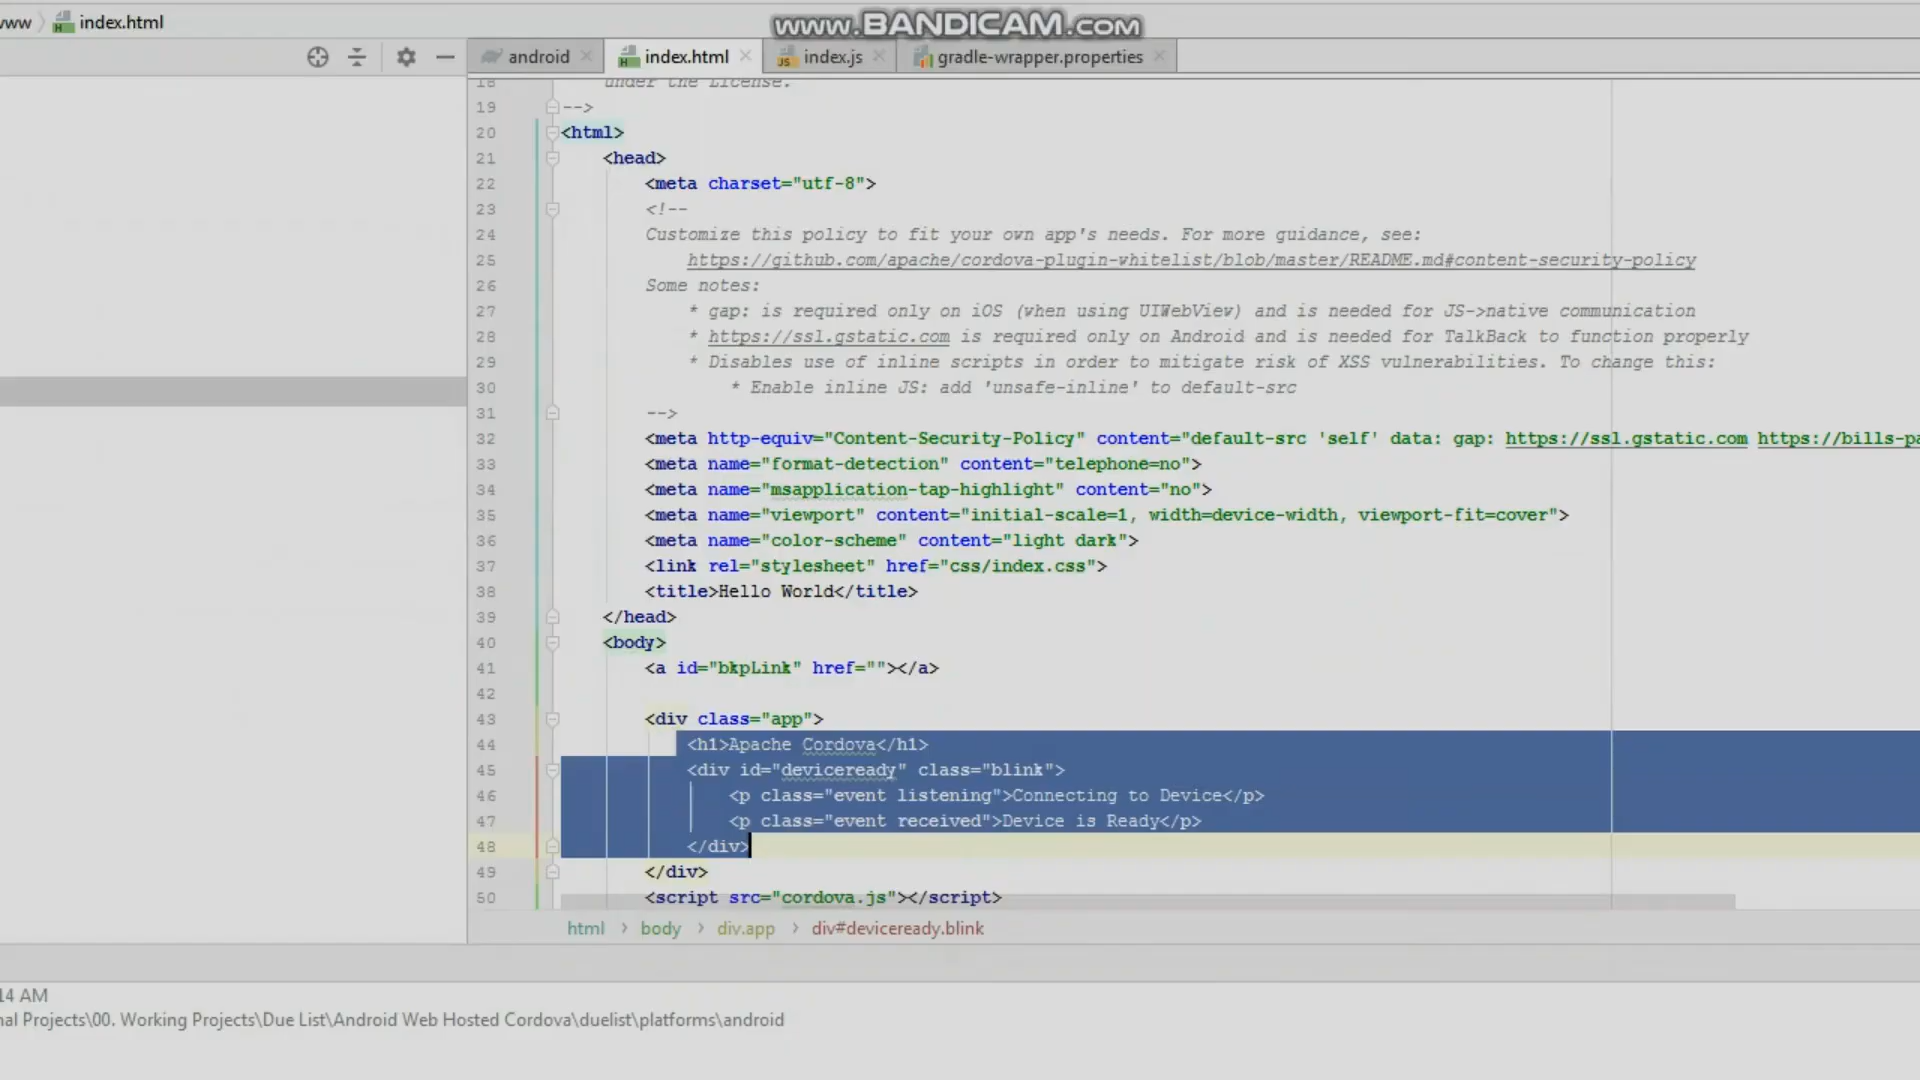 www
index.html
www.BANDICAM.com
android
index.html
index.js
gradle-wrapper.properties
18 under the License.
19 -->
20 <html>
21 <head>
22 <meta charset="utf-8">
23 <!--
24 Customize this policy to fit your own app's needs. For more guidance, see:
25 https://github.com/apache/cordova-plugin-whitelist/blob/master/README.md#content-security-policy
26 Some notes:
27 * gap: is required only on iOS (when using UIWebView) and is needed for JS->native communication
28 * https://ssl.gstatic.com is required only on Android and is needed for TalkBack to function properly
29 * Disables use of inline scripts in order to mitigate risk of XSS vulnerabilities. To change this:
30 * Enable inline JS: add 'unsafe-inline' to default-src
31 -->
32 <meta http-equiv="Content-Security-Policy" content="default-src 'self' data: gap: https://ssl.gstatic.com https://bills-pa
33 <meta name="format-detection" content="telephone=no">
34 <meta name="msapplication-tap-highlight" content="no">
35 <meta name="viewport" content="initial-scale=1, width=device-width, viewport-fit=cover">
36 <meta name="color-scheme" content="light dark">
37 <link rel="stylesheet" href="css/index.css">
38 <title>Hello World</title>
39 </head>
40 <body>
41 <a id="bkpLink" href=""></a>
42
43 <div class="app">
44 <h1>Apache Cordova</h1>
45 <div id="deviceready" class="blink">
46 <p class="event listening">Connecting to Device</p>
47 <p class="event received">Device is Ready</p>
48 </div>
49 </div>
50 <script src="cordova.js"></script>
html › body › div.app › div#deviceready.blink
14 AM
nal Projects\00. Working Projects\Due List\Android Web Hosted Cordova\duelist\platforms\android